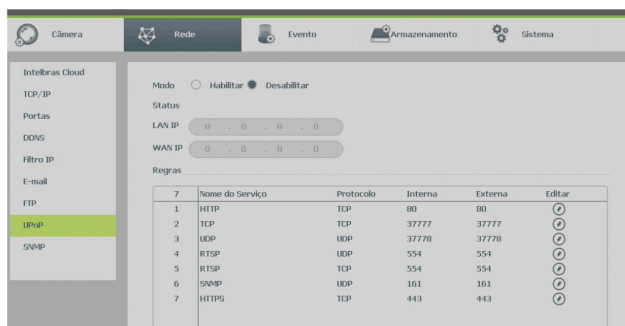 Câmera Rede Evento Armazenamento Sistema
Intelbras Cloud
TCP/IP
Portas
DDNS
Filtro IP
E-mail
FTP
UPnP
SNMP
Modo Habilitar Desabilitar
Status
LAN IP 0 . 0 . 0 . 0
WAN IP 0 . 0 . 0 . 0
Regras
7 Nome do Serviço Protocolo Interna Externa Editar
1 HTTP TCP 80 80
2 TCP TCP 37777 37777
3 UDP UDP 37778 37778
4 RTSP UDP 554 554
5 RTSP TCP 554 554
6 SNMP UDP 161 161
7 HTTPS TCP 443 443